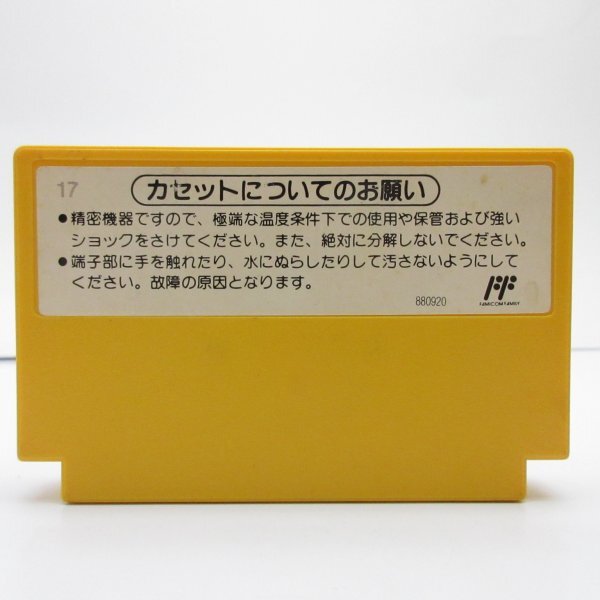 17
カセットについてのお願い
●精密機器ですので、極端な温度条件下での使用や保管および強い
ショックをさけてください。また、絶対に分解しないでください。
●端子部に手を触れたり、水にぬらしたりして汚さないようにして
ください。故障の原因となります。
880920
FAMICOM FAMILY